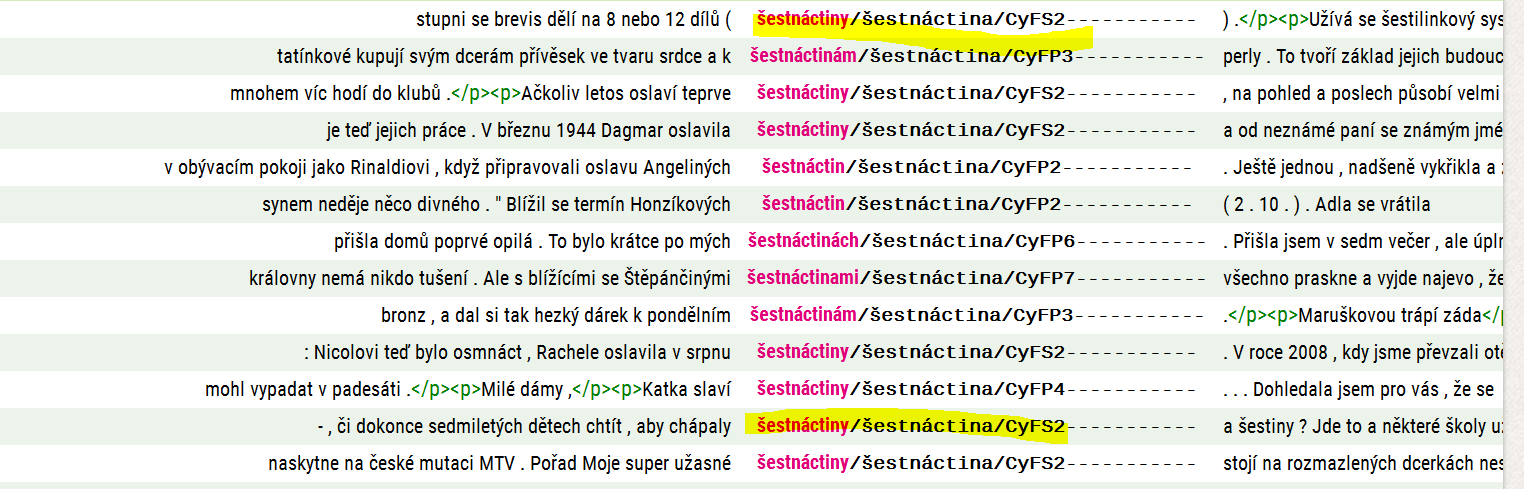 stupni se brevis dělí na 8 nebo 12 dílů ( šestnáctiny/šestnáctina/CyFS2----------- ) .</p><p>Užívá se šestilinkový sys
tatínkové kupují svým dcerám přívěsek ve tvaru srdce a k šestnáctinám/šestnáctina/CyFP3----------- perly . To tvoří základ jejich budouc
mnohem víc hodí do klubů .</p><p>Ačkoliv letos oslaví teprve šestnáctiny/šestnáctina/CyFS2----------- , na pohled a poslech působí velmi
je teď jejich práce . V březnu 1944 Dagmar oslavila šestnáctiny/šestnáctina/CyFS2----------- a od neznámé paní se známým jmé
v obývacím pokoji jako Rinaldiovi , když připravovali oslavu Angeliných šestnáctin/šestnáctina/CyFP2----------- . Ještě jednou , nadšeně vykřikla a
synem neděje něco divného . " Blížil se termín Honzíkových šestnáctin/šestnáctina/CyFP2----------- ( 2 . 10 . ) . Adla se vrátila
přišla domů poprvé opilá . To bylo krátce po mých šestnáctinách/šestnáctina/CyFP6----------- . Přišla jsem v sedm večer , ale úpln
královny nemá nikdo tušení . Ale s blížícími se Štěpánčinými šestnáctinami/šestnáctina/CyFP7----------- všechno praskne a vyjde najevo , že
bronz , a dal si tak hezký dárek k pondělním šestnáctinám/šestnáctina/CyFP3----------- .</p><p>Maruškovou trápí záda</p
: Nicolovi teď bylo osmnáct , Rachele oslavila v srpnu šestnáctiny/šestnáctina/CyFS2----------- . V roce 2008 , kdy jsme převzali otě
mohl vypadat v padesáti .</p><p>Milé dámy ,</p><p>Katka slaví šestnáctiny/šestnáctina/CyFP4----------- . . . Dohledala jsem pro vás , že se
- , či dokonce sedmiletých dětech chtít , aby chápaly šestnáctiny/šestnáctina/CyFS2----------- a šestiny ? Jde to a některé školy u
naskytne na české mutaci MTV . Pořad Moje super užasné šestnáctiny/šestnáctina/CyFS2----------- stojí na rozmazlených dcerkách nes